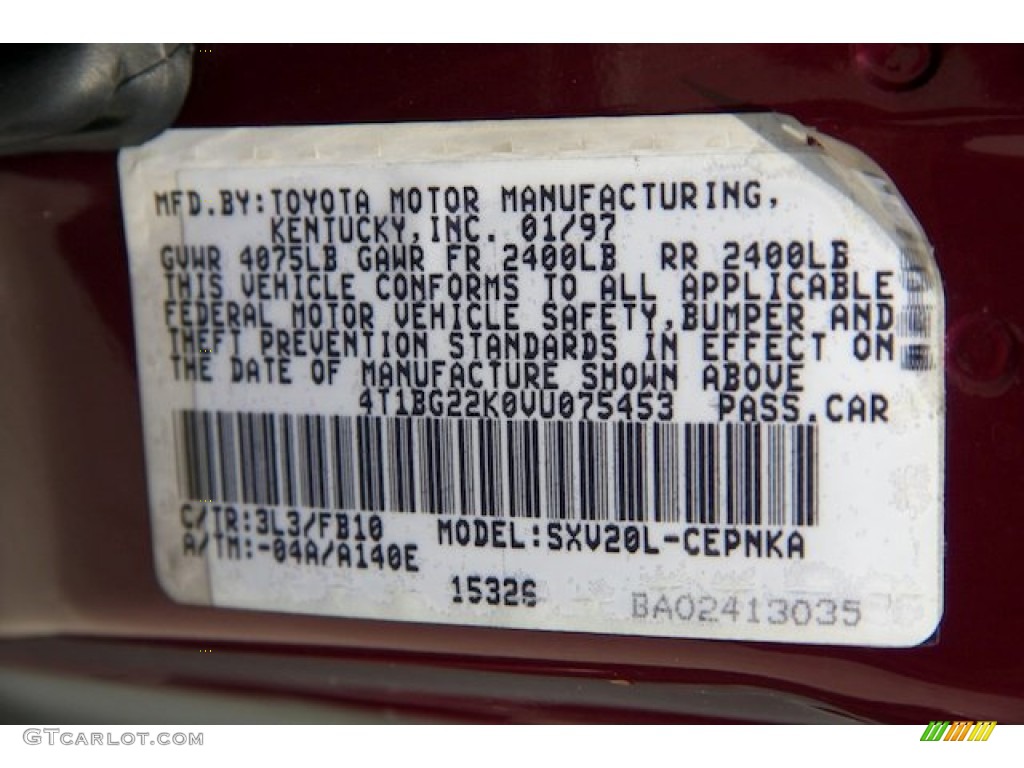 MFD.BY:TOYOTA MOTOR MANUFACTURING,
KENTUCKY,INC. 01/97
GVWR 4075LB GAWR FR 2400LB RR 2400LB
THIS VEHICLE CONFORMS TO ALL APPLICABLE
FEDERAL MOTOR VEHICLE SAFETY,BUMPER AND
THEFT PREVENTION STANDARDS IN EFFECT ON
THE DATE OF MANUFACTURE SHOWN ABOVE
4T1BG22K0VU075453 PASS.CAR
C/TR:3L3/FB10 MODEL:SXV20L-CEPNKA
A/TM:-04A/A140E
15326 BA02413035
GTCARLOT.COM